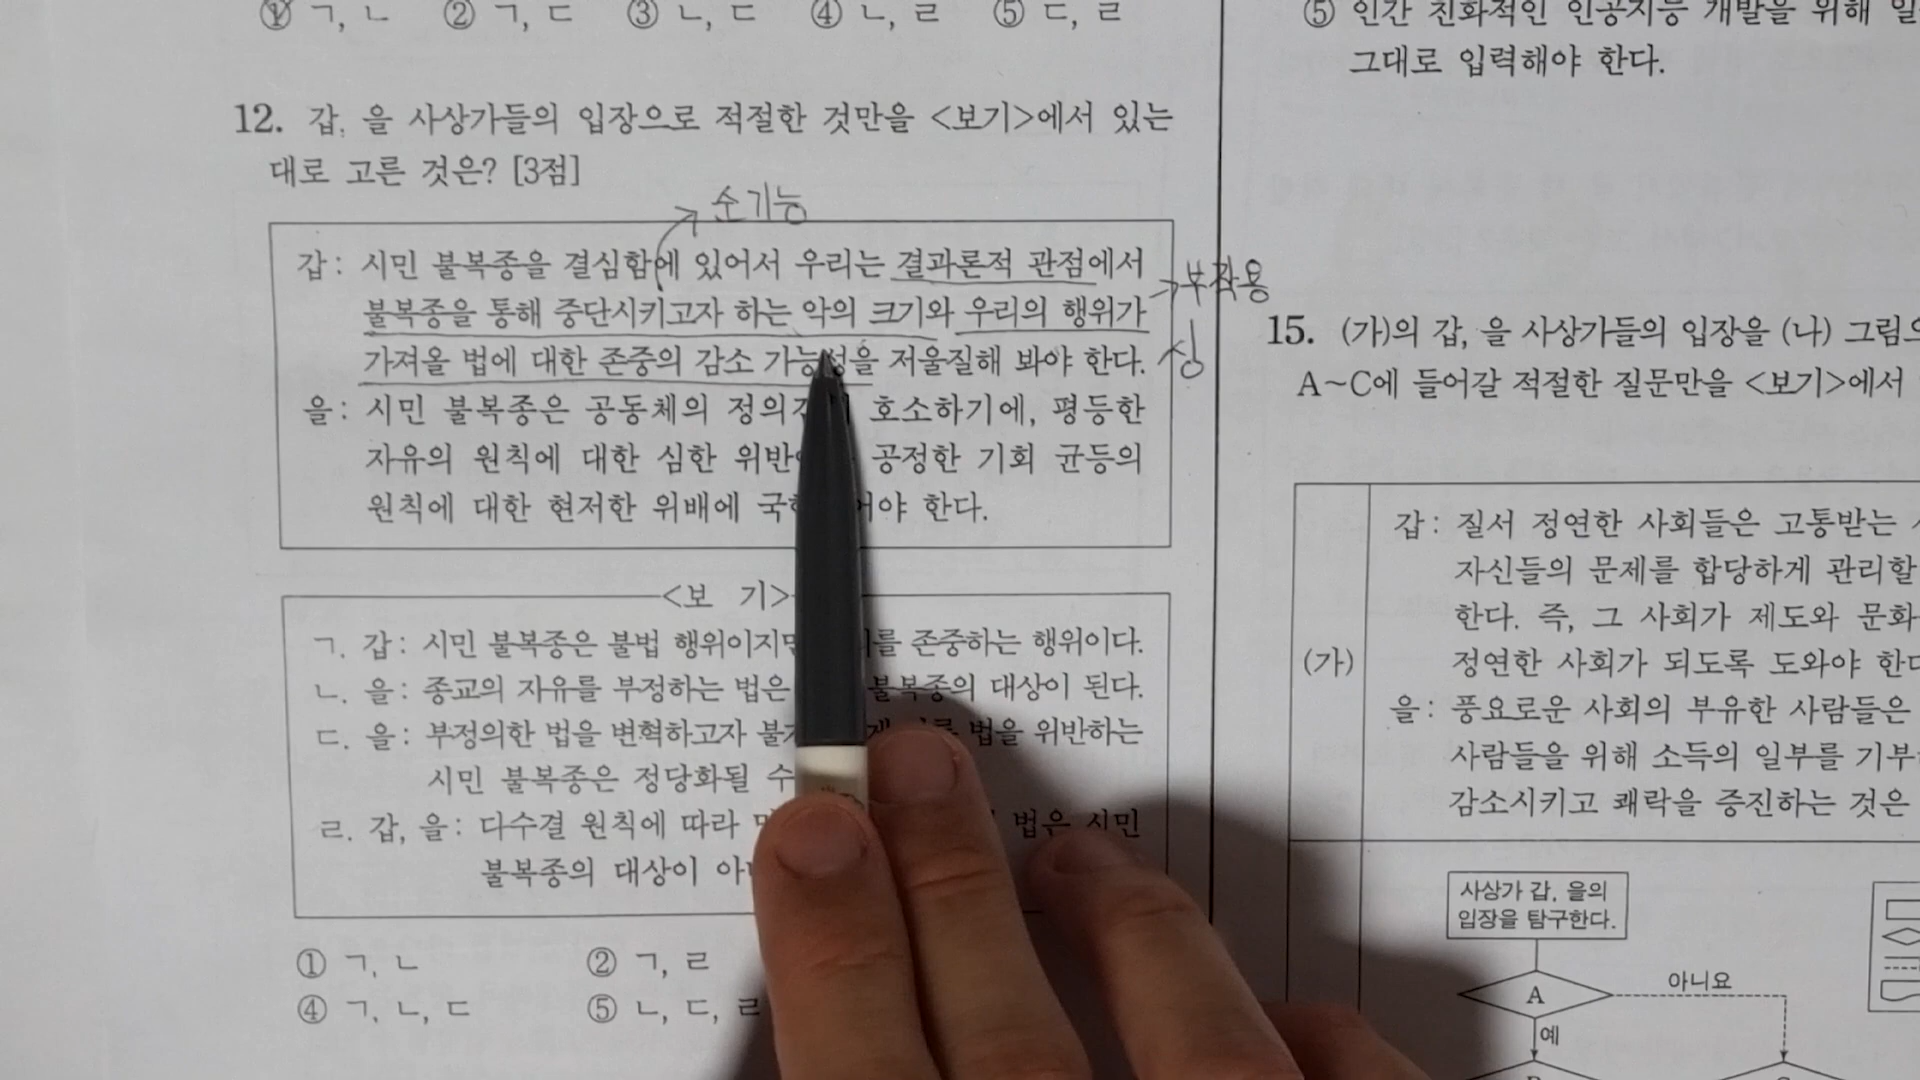 ① ㄱ, ㄴ ② ㄱ, ㄷ ③ ㄴ, ㄷ ④ ㄴ, ㄹ ⑤ ㄷ, ㄹ
12. 갑, 을 사상가들의 입장으로 적절한 것만을 <보기>에서 있는
대로 고른 것은? [3점]
순기능
갑: 시민 불복종을 결심함에 있어서 우리는 결과론적 관점에서
불복종을 통해 중단시키고자 하는 악의 크기와 우리의 행위가
가져올 법에 대한 존중의 감소 가능성을 저울질해 봐야 한다.
부작용
싱
을: 시민 불복종은 공동체의 호소하기에, 평등한
자유의 원칙에 대한 심한 공정한 기회 균등의
원칙에 대한 현저한 위배에 한다.
<보 기>
ㄱ. 갑: 시민 불복종은 불법 존중하는 행위이다.
ㄴ. 을: 종교의 자유를 부정하는 법은 불복종의 대상이 된다.
ㄷ. 을: 부정의한 법을 변혁하고자 법을 위반하는
시민 불복종은 정당화될 수
ㄹ. 갑, 을: 다수결 원칙에 따라 법은 시민
불복종의 대상이
① ㄱ, ㄴ ② ㄱ, ㄹ
④ ㄱ, ㄴ, ㄷ ⑤ ㄴ, ㄷ, ㄹ
⑤ 인간 친화적인 인공지능 개발을 위해
그대로 입력해야 한다.
15. (가)의 갑, 을 사상가들의 입장을 (나)
A~C에 들어갈 적절한 질문만을 <보기>에서
(가)
갑: 질서 정연한 사회들은 고통받는
자신들의 문제를 합당하게 관리할
한다. 즉, 그 사회가 제도와
정연한 사회가 되도록 도와야
을: 풍요로운 사회의 부유한 사람들은
사람들을 위해 소득의 일부를
감소시키고 쾌락을 증진하는 것은
사상가 갑, 을의
입장을 탐구한다.
A
아니요
예